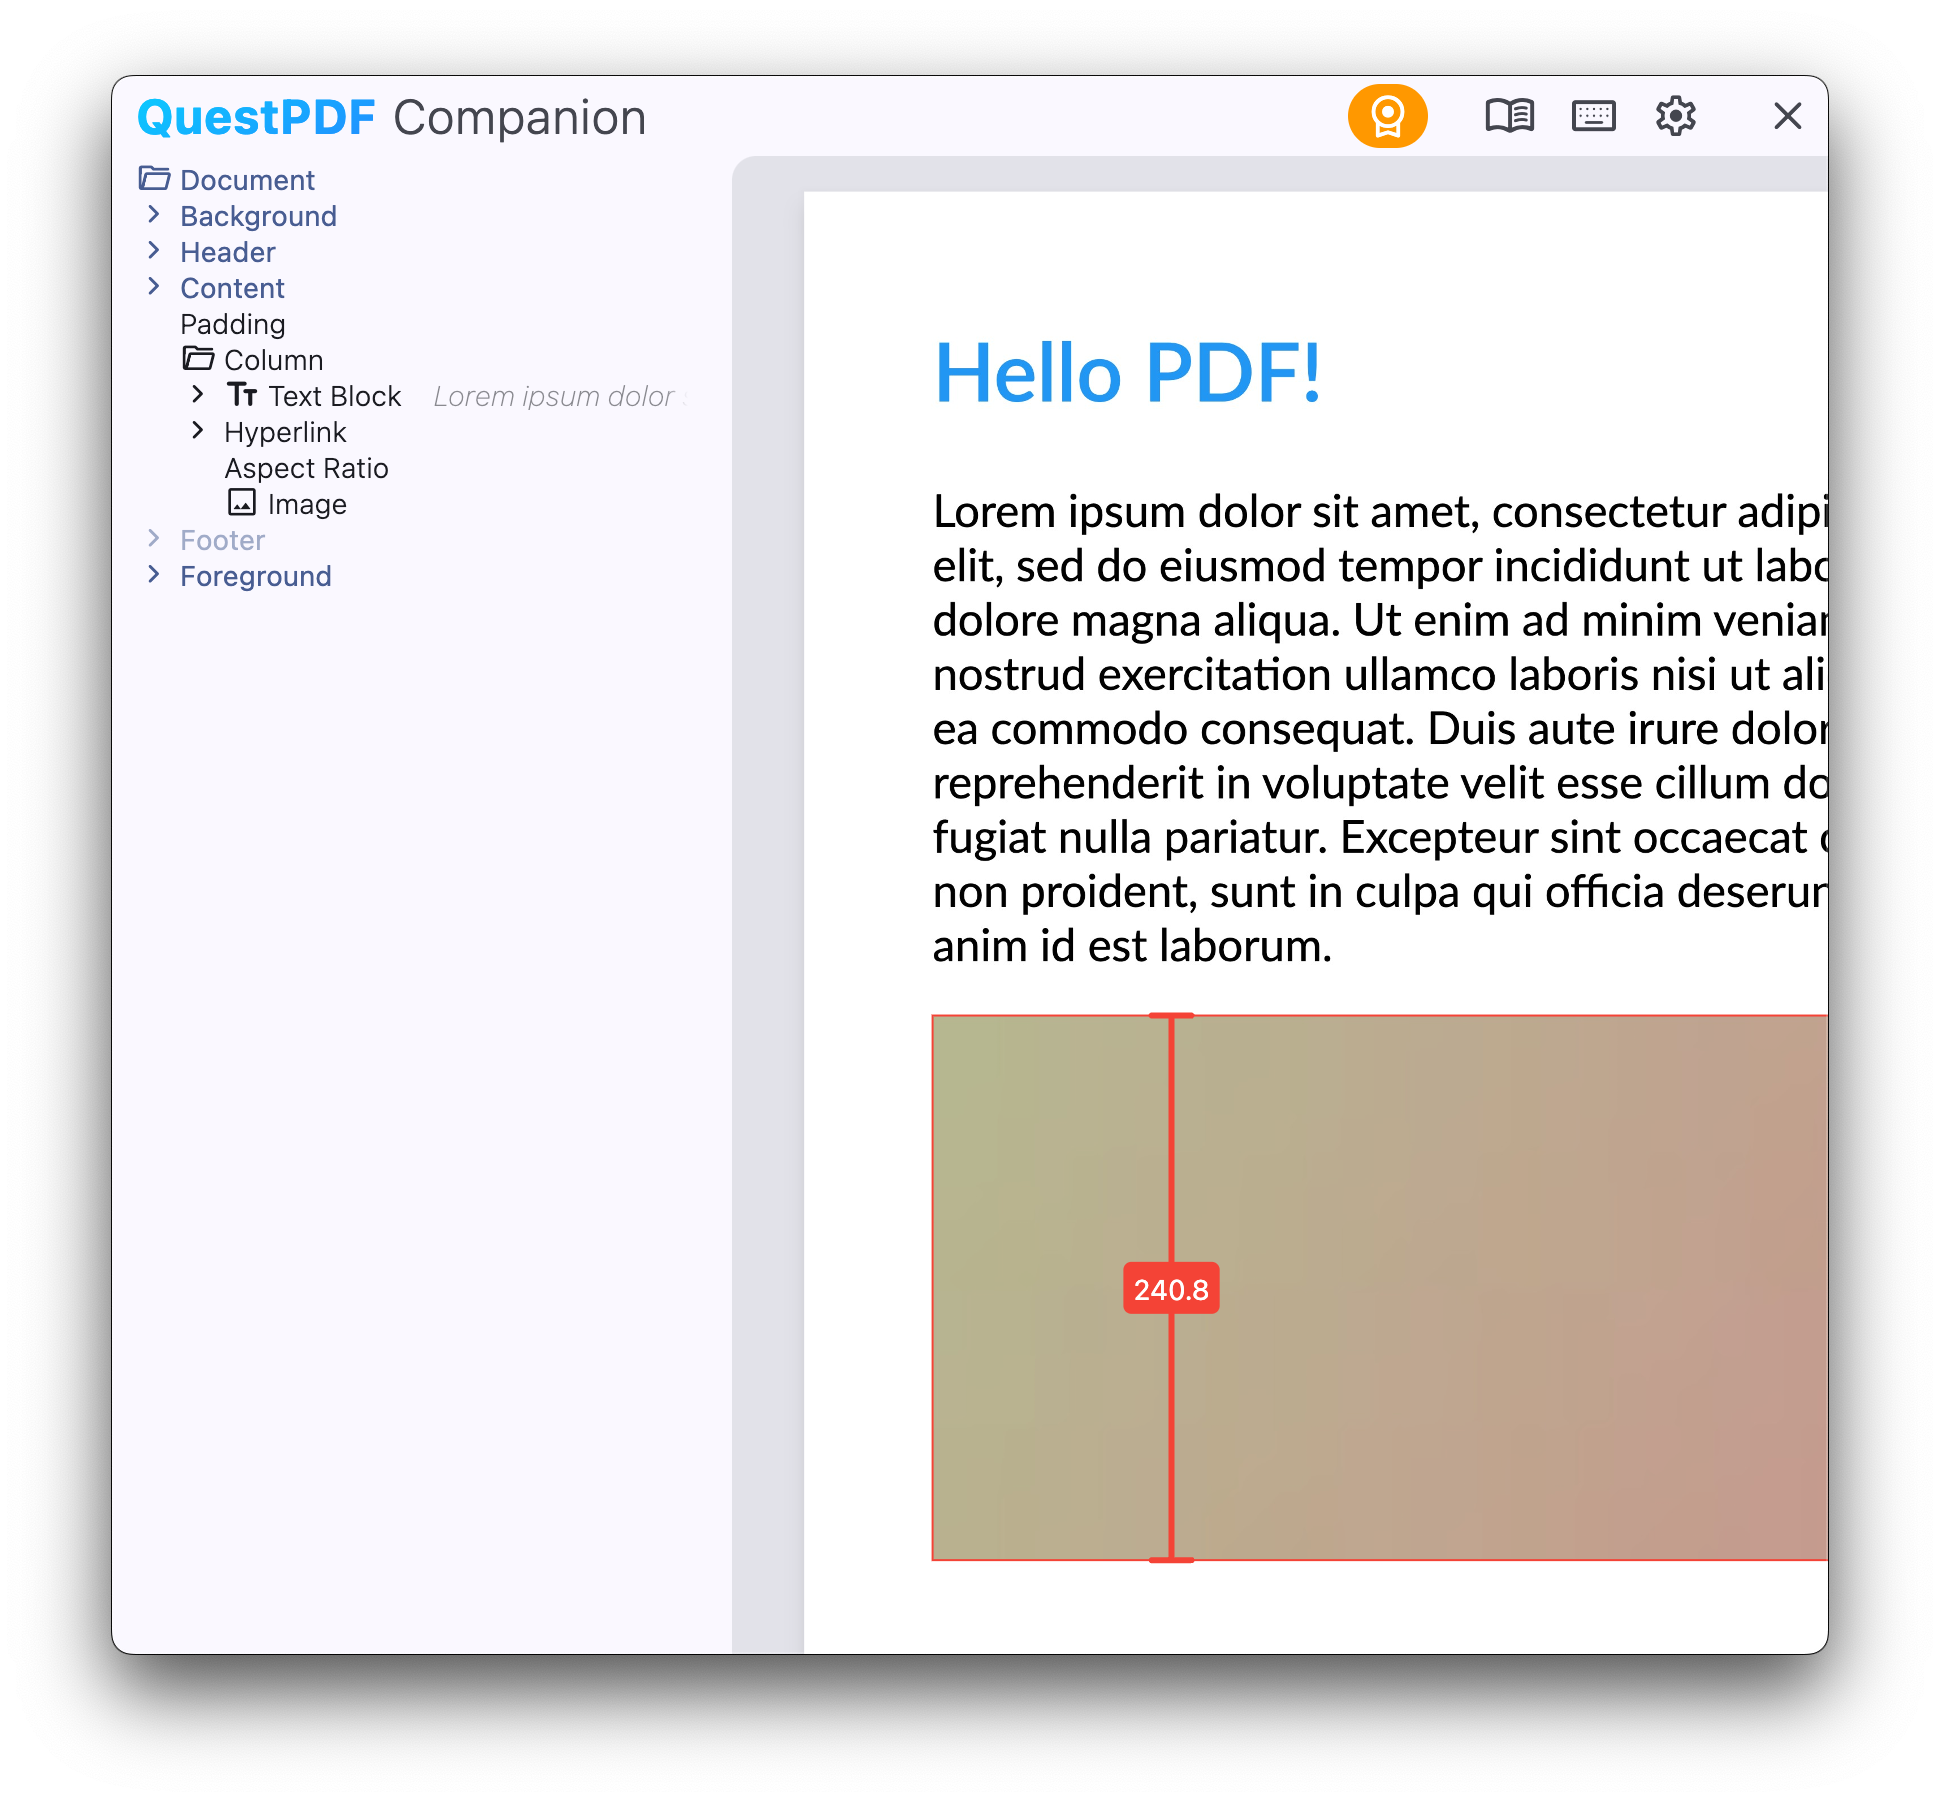 QuestPDF Companion
Document
Background
Header
Content
Padding
Column
Text Block Lorem ipsum dolor
Hyperlink
Aspect Ratio
Image
Footer
Foreground
Hello PDF!
Lorem ipsum dolor sit amet, consectetur adipi
elit, sed do eiusmod tempor incididunt ut labo
dolore magna aliqua. Ut enim ad minim veniam
nostrud exercitation ullamco laboris nisi ut ali
ea commodo consequat. Duis aute irure dolor
reprehenderit in voluptate velit esse cillum do
fugiat nulla pariatur. Excepteur sint occaecat
non proident, sunt in culpa qui officia deserun
anim id est laborum.
240.8